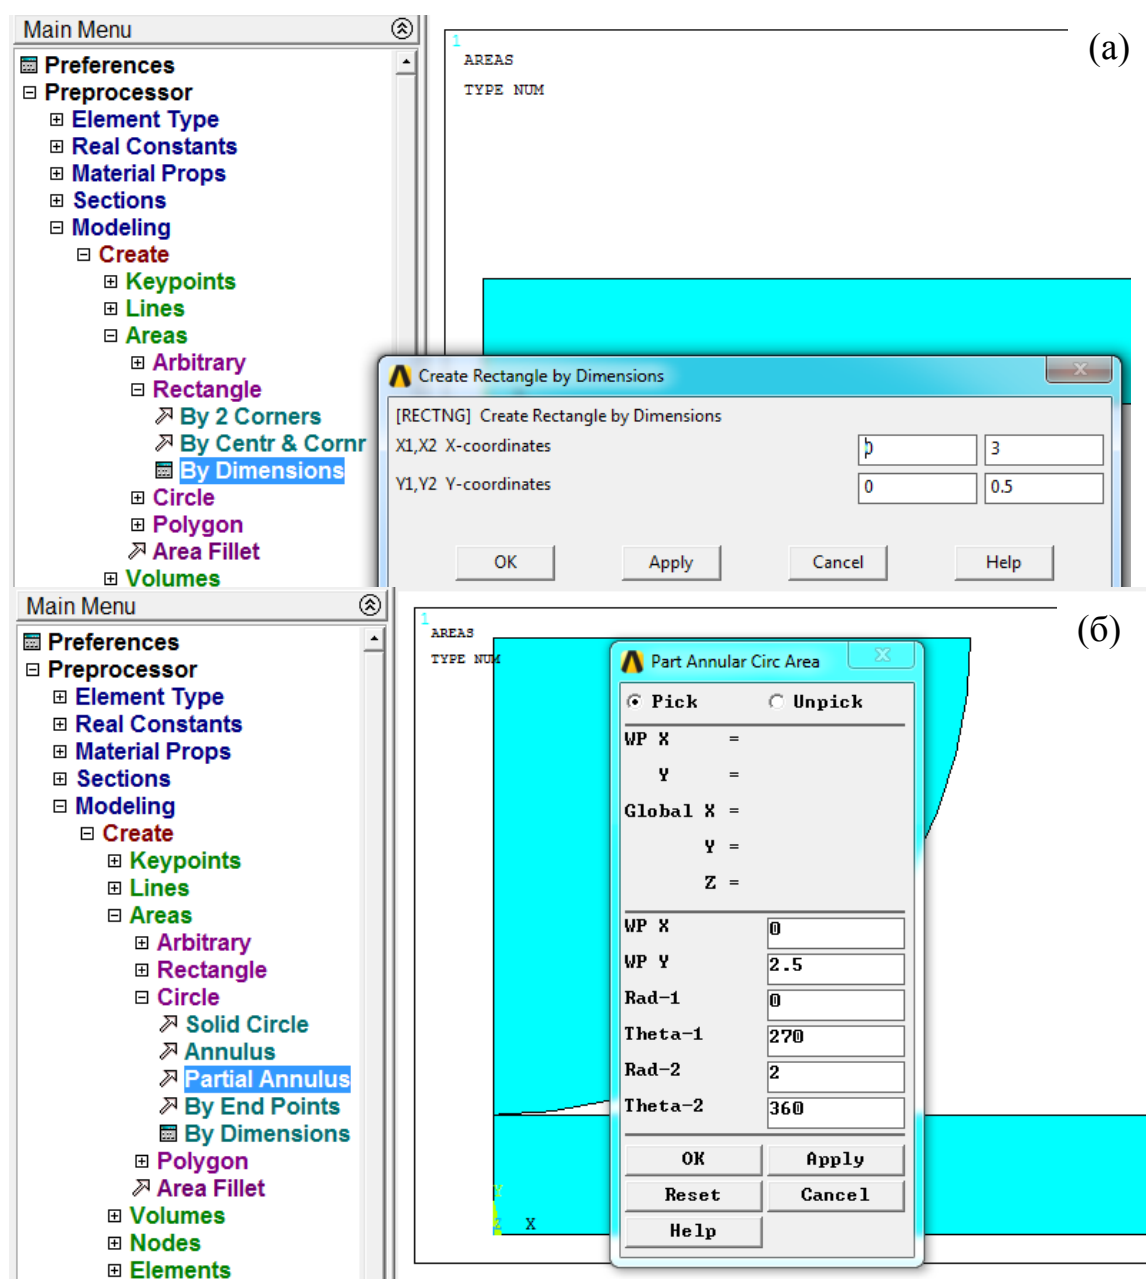 Main Menu
Preferences
Preprocessor
Element Type
Real Constants
Material Props
Sections
Modeling
Create
Keypoints
Lines
Areas
Arbitrary
Rectangle
By 2 Corners
By Centr & Cornr
By Dimensions
Circle
Polygon
Area Fillet
Volumes
1
AREAS
TYPE NUM
(а)
Create Rectangle by Dimensions
[RECTNG] Create Rectangle by Dimensions
X1,X2 X-coordinates 0 3
Y1,Y2 Y-coordinates 0 0.5
OK Apply Cancel Help
Main Menu
Preferences
Preprocessor
Element Type
Real Constants
Material Props
Sections
Modeling
Create
Keypoints
Lines
Areas
Arbitrary
Rectangle
Circle
Solid Circle
Annulus
Partial Annulus
By End Points
By Dimensions
Polygon
Area Fillet
Volumes
Nodes
Elements
1
AREAS
TYPE NUM
(б)
Part Annular Circ Area
Pick Unpick
WP X =
Y =
Global X =
Y =
Z =
WP X 0
WP Y 2.5
Rad-1 0
Theta-1 270
Rad-2 2
Theta-2 360
OK Apply
Reset Cancel
Help
Y
Z X